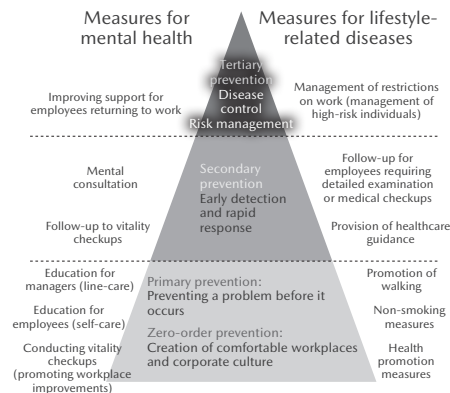 Measures for
mental health
Measures for lifestyle-
related diseases
Tertiary
prevention
Disease
control
Risk management
Improving support for
employees returning to work
Management of restrictions
on work (management of
high-risk individuals)
Secondary
prevention
Early detection
and rapid
response
Mental
consultation
Follow-up to vitality
checkups
Follow-up for
employees requiring
detailed examination
or medical checkups
Provision of healthcare
guidance
Primary prevention:
Preventing a problem before it
occurs
Zero-order prevention:
Creation of comfortable workplaces
and corporate culture
Education for
managers (line-care)
Education for
employees (self-care)
Conducting vitality
checkups
(promoting workplace
improvements)
Promotion of
walking
Non-smoking
measures
Health
promotion
measures